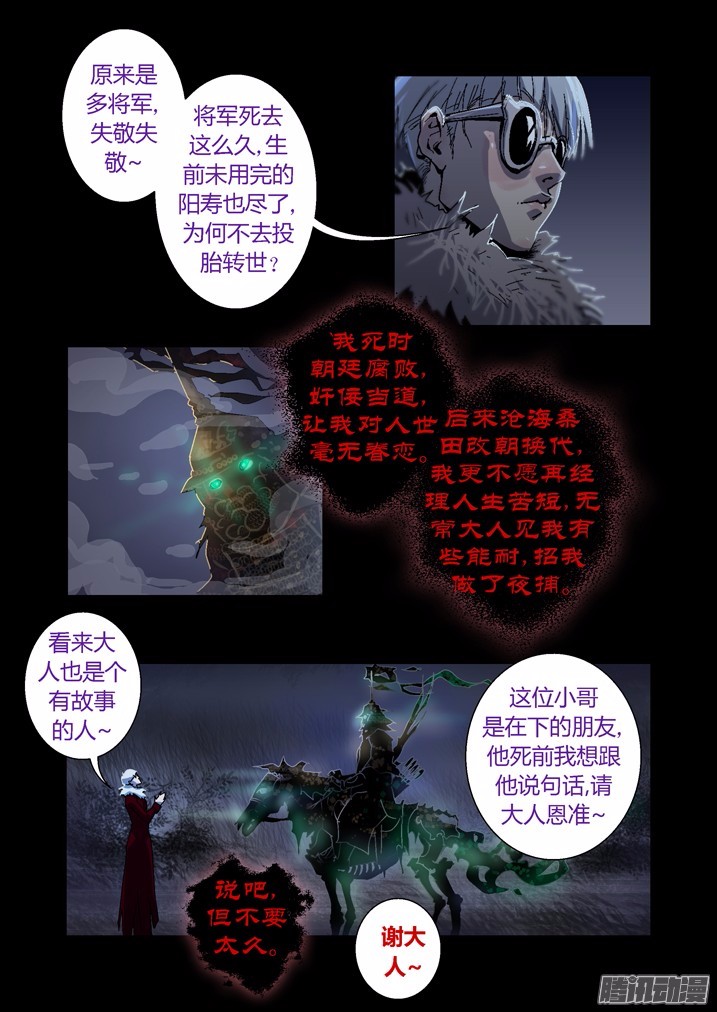 原来是
多将军,
失敬失
敬~
将军死去
这么久,生
前未用完的
阳寿也尽了,
为何不去投
胎转世?
我死时
朝廷腐败,
奸佞当道,
让我对人世
毫无眷恋。
后来沧海桑
田改朝换代,
我更不愿再经
理人生苦短,无
常大人见我有
些能耐,招我
做了夜捕。
看来大
人也是个
有故事
的人~
这位小哥
是在下的朋友,
他死前我想跟
他说句话,请
大人恩准~
说吧,
但不要
太久。
谢大
人~
腾讯动漫